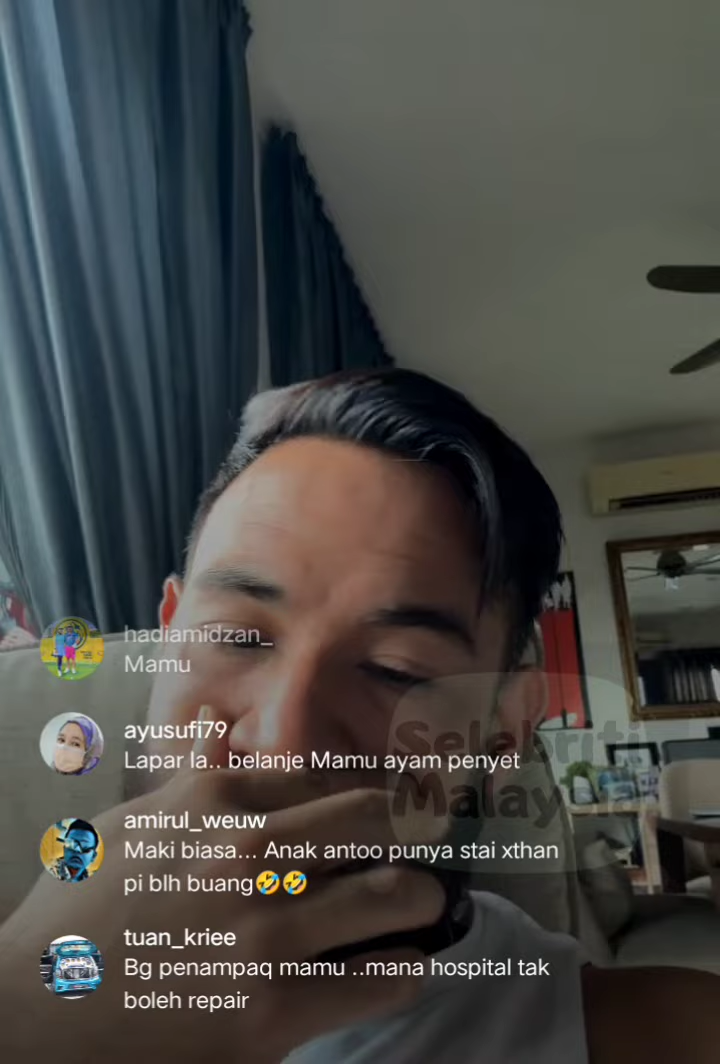 hadiamidzan_
Mamu
ayusufi79
Lapar la.. belanje Mamu ayam penyet
amirul_weuw
Maki biasa... Anak antoo punya stai xthan
pi blh buang🤣🤣
tuan_kriee
Bg penampaq mamu ..mana hospital tak
boleh repair
Selebriti
Malaysia